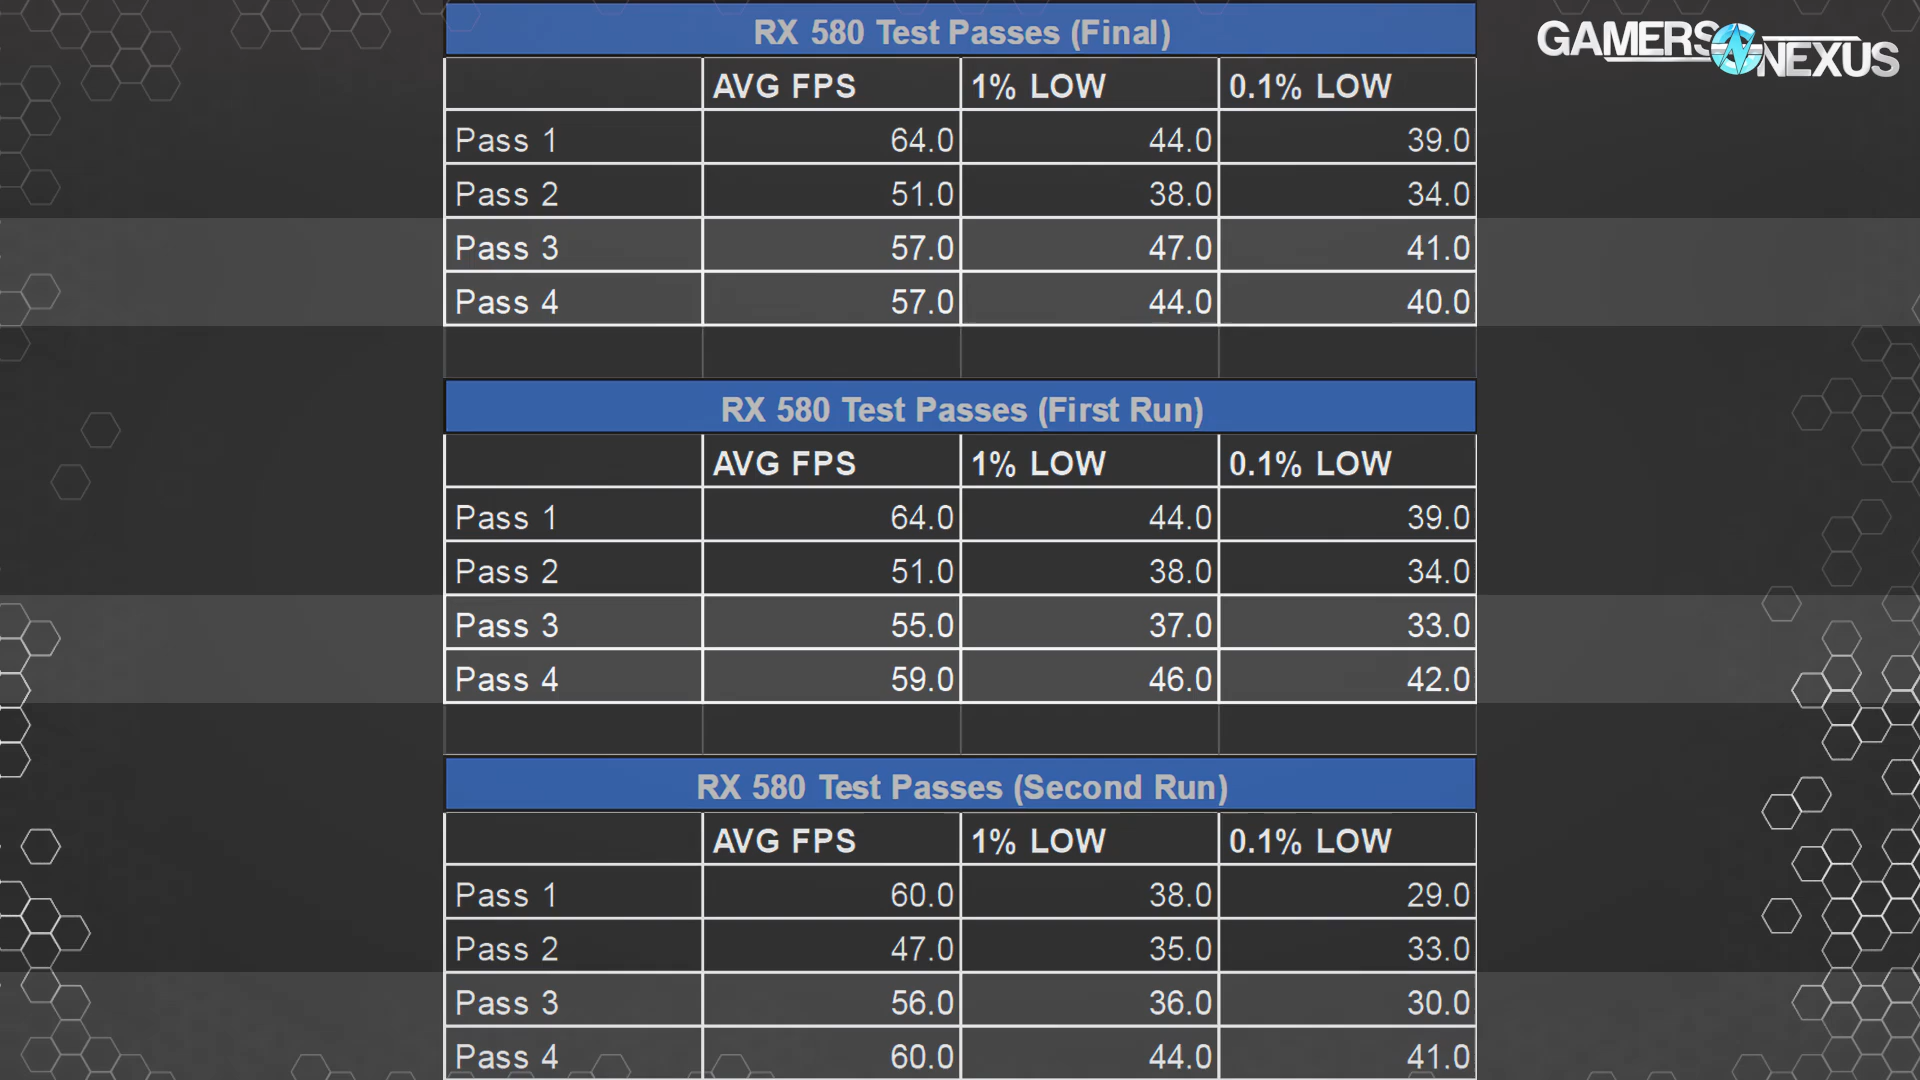 GAMERS NEXUS
RX 580 Test Passes (Final)
AVG FPS 1% LOW 0.1% LOW
Pass 1 64.0 44.0 39.0
Pass 2 51.0 38.0 34.0
Pass 3 57.0 47.0 41.0
Pass 4 57.0 44.0 40.0
RX 580 Test Passes (First Run)
AVG FPS 1% LOW 0.1% LOW
Pass 1 64.0 44.0 39.0
Pass 2 51.0 38.0 34.0
Pass 3 55.0 37.0 33.0
Pass 4 59.0 46.0 42.0
RX 580 Test Passes (Second Run)
AVG FPS 1% LOW 0.1% LOW
Pass 1 60.0 38.0 29.0
Pass 2 47.0 35.0 33.0
Pass 3 56.0 36.0 30.0
Pass 4 60.0 44.0 41.0